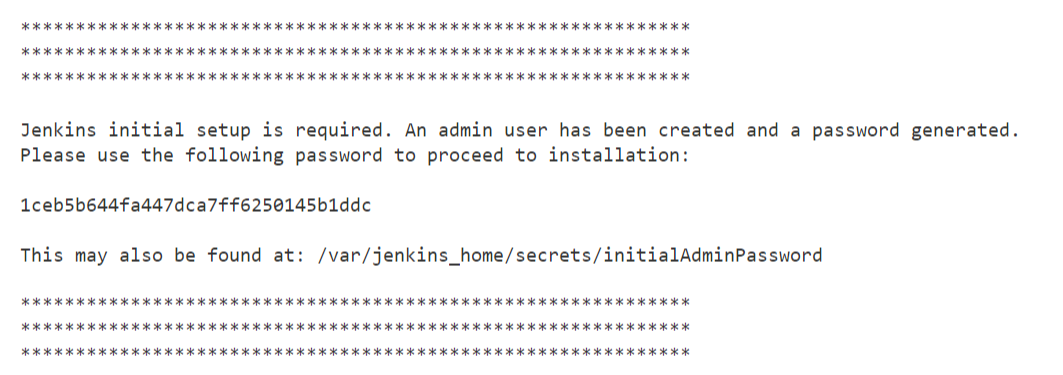 *************************************************************
*************************************************************
*************************************************************
Jenkins initial setup is required. An admin user has been created and a password generated.
Please use the following password to proceed to installation:
1ceb5b644fa447dca7ff6250145b1ddc
This may also be found at: /var/jenkins_home/secrets/initialAdminPassword
*************************************************************
*************************************************************
*************************************************************